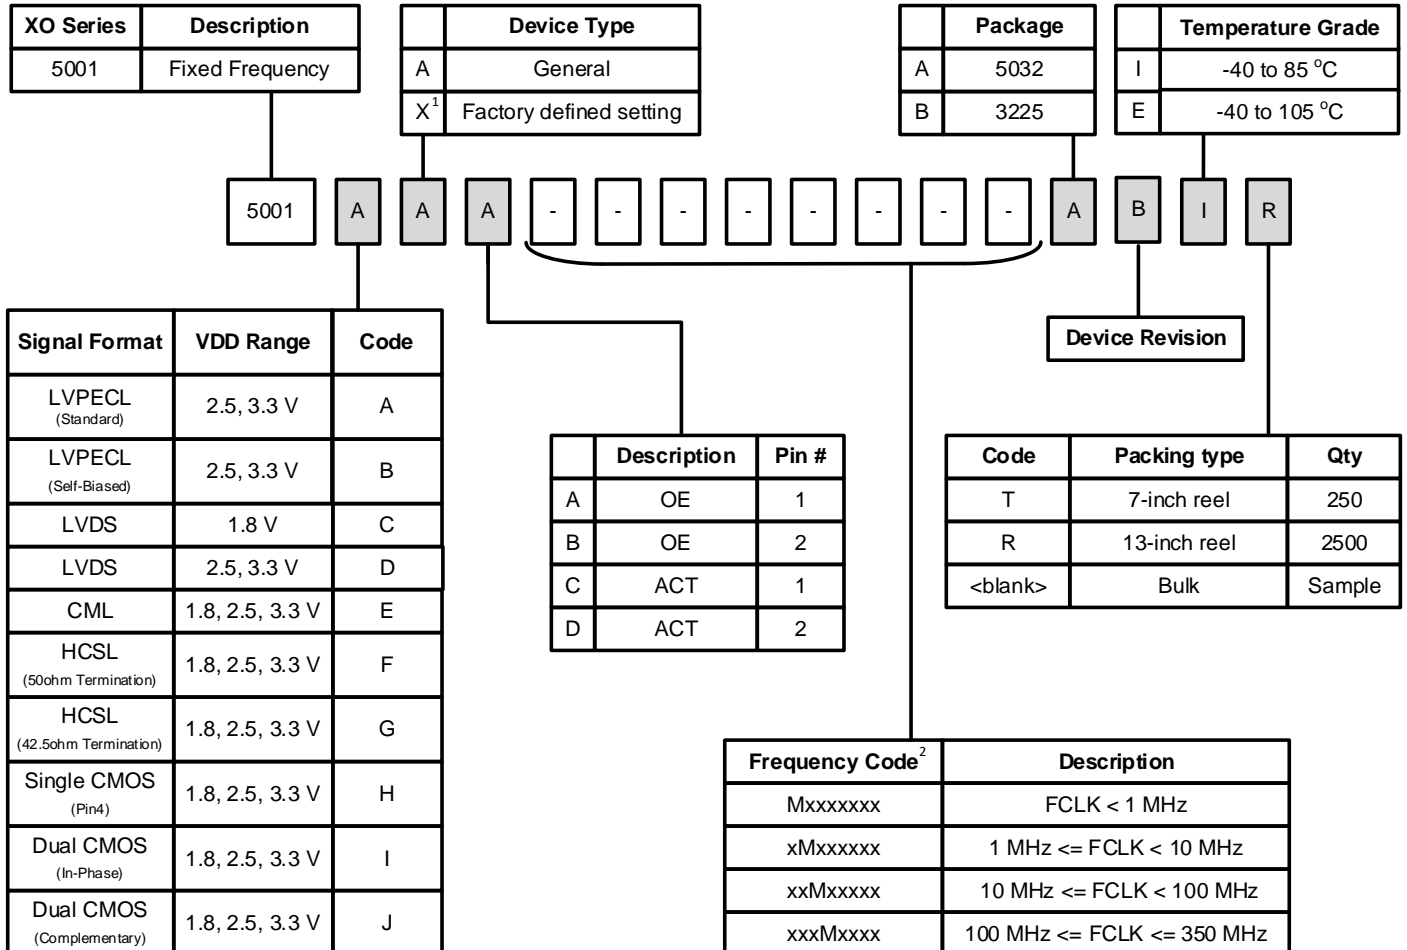 XO Series Description
5001 Fixed Frequency
Device Type
A General
X1 Factory defined setting
Package
A 5032
B 3225
Temperature Grade
I -40 to 85 oC
E -40 to 105 oC
5001 A A A - - - - - - - - A B I R
Device Revision
Signal Format VDD Range Code
LVPECL (Standard) 2.5, 3.3 V A
LVPECL (Self-Biased) 2.5, 3.3 V B
LVDS 1.8 V C
LVDS 2.5, 3.3 V D
CML 1.8, 2.5, 3.3 V E
HCSL (50ohm Termination) 1.8, 2.5, 3.3 V F
HCSL (42.5ohm Termination) 1.8, 2.5, 3.3 V G
Single CMOS (Pin4) 1.8, 2.5, 3.3 V H
Dual CMOS (In-Phase) 1.8, 2.5, 3.3 V I
Dual CMOS (Complementary) 1.8, 2.5, 3.3 V J
Description Pin #
A OE 1
B OE 2
C ACT 1
D ACT 2
Code Packing type Qty
T 7-inch reel 250
R 13-inch reel 2500
<blank> Bulk Sample
Frequency Code2 Description
Mxxxxxxx FCLK < 1 MHz
xMxxxxxx 1 MHz <= FCLK < 10 MHz
xxMxxxxx 10 MHz <= FCLK < 100 MHz
xxxMxxxx 100 MHz <= FCLK <= 350 MHz